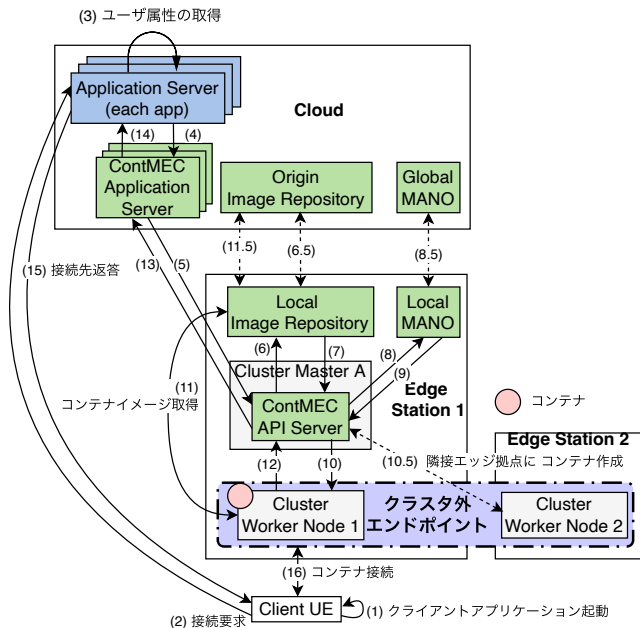 (3) ユーザ属性の取得
Application Server
(each app)
Cloud
(14)
(4)
ContMEC
Application
Server
Origin
Image Repository
Global
MANO
(15) 接続先返答
(13)
(5)
(11.5)
(6.5)
(8.5)
Local
Image Repository
Local
MANO
(6)
(7)
(8)
(9)
Cluster Master A
(11)
コンテナイメージ取得
ContMEC
API Server
Edge
Station 1
コンテナ
Edge Station 2
(12)
(10)
(10.5) 隣接エッジ拠点に コンテナ作成
Cluster
Worker Node 1
クラスタ外
エンドポイント
Cluster
Worker Node 2
(16) コンテナ接続
Client UE
(2) 接続要求
(1) クライアントアプリケーション起動